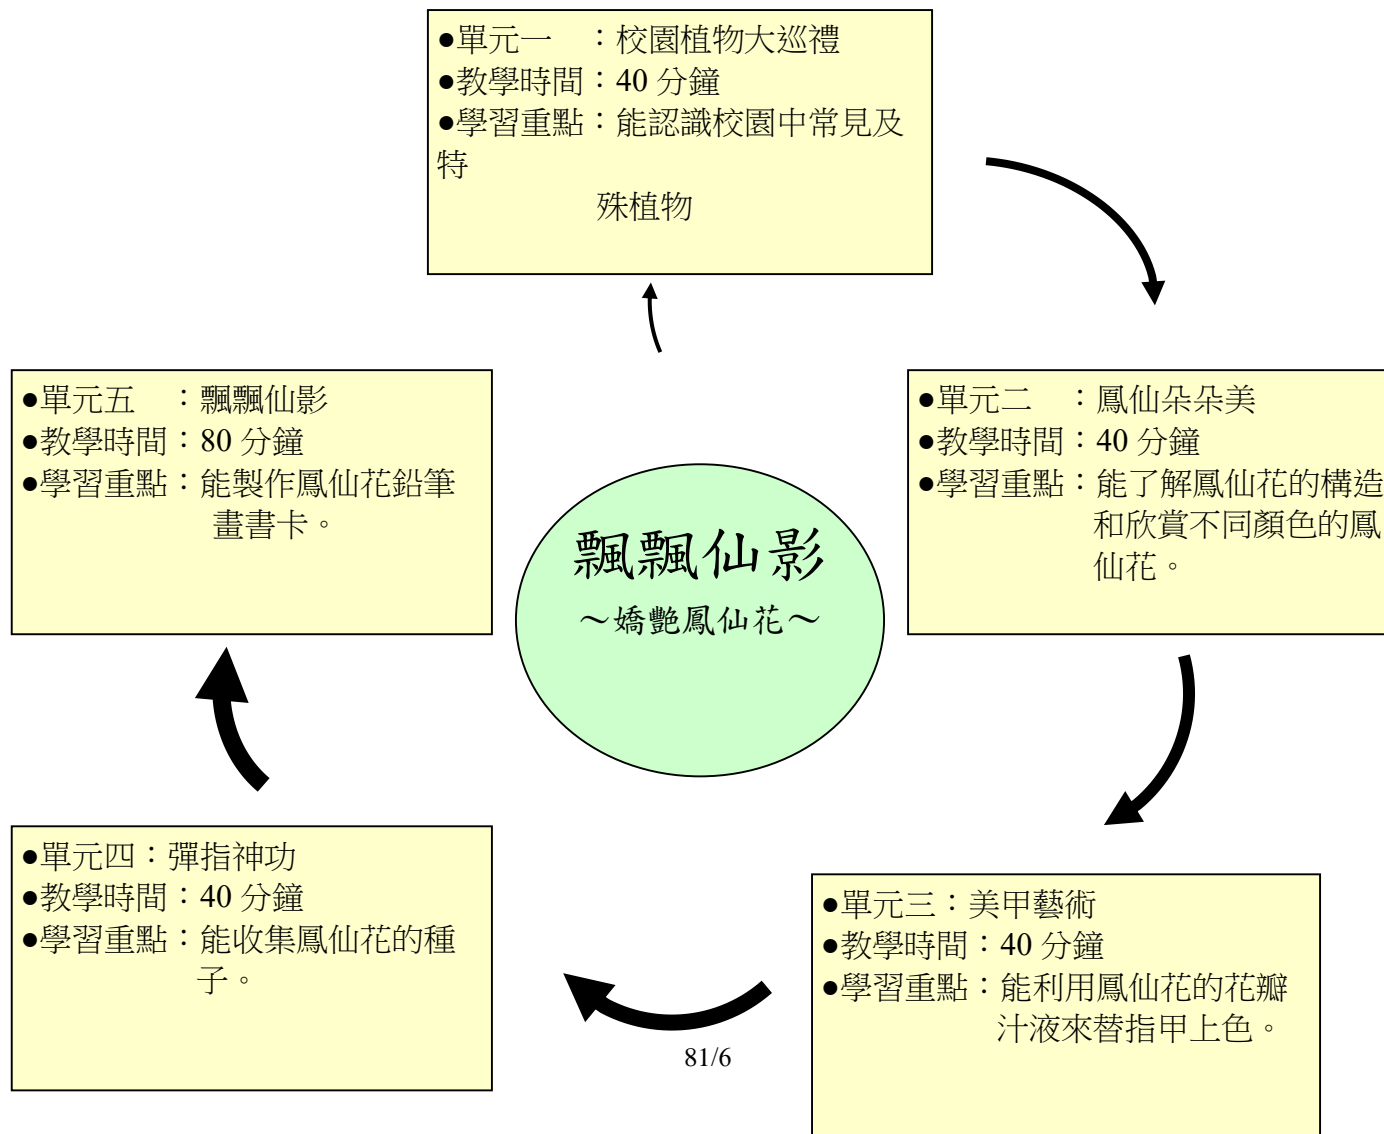 ●單元一　：校園植物大巡禮
●教學時間：40 分鐘
●學習重點：能認識校園中常見及
特
殊植物
●單元二　：鳳仙朵朵美
●教學時間：40 分鐘
●學習重點：能了解鳳仙花的構造
和欣賞不同顏色的鳳
仙花。
●單元三：美甲藝術
●教學時間：40 分鐘
●學習重點：能利用鳳仙花的花瓣
汁液來替指甲上色。
●單元四：彈指神功
●教學時間：40 分鐘
●學習重點：能收集鳳仙花的種
子。
●單元五　：飄飄仙影
●教學時間：80 分鐘
●學習重點：能製作鳳仙花鉛筆
畫書卡。
飄飄仙影
～嬌艷鳳仙花～
81/6